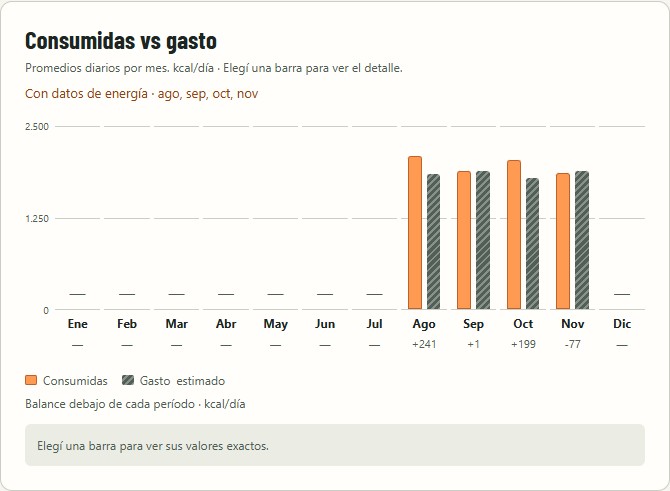 Consumidas vs gasto
Promedios diarios por mes. kcal/día · Elegí una barra para ver el detalle.
Con datos de energía · ago, sep, oct, nov
2.500
1.250
0
Ene Feb Mar Abr May Jun Jul Ago Sep Oct Nov Dic
— — — — — — — +241 +1 +199 -77 —
Consumidas Gasto estimado
Balance debajo de cada período · kcal/día
Elegí una barra para ver sus valores exactos.